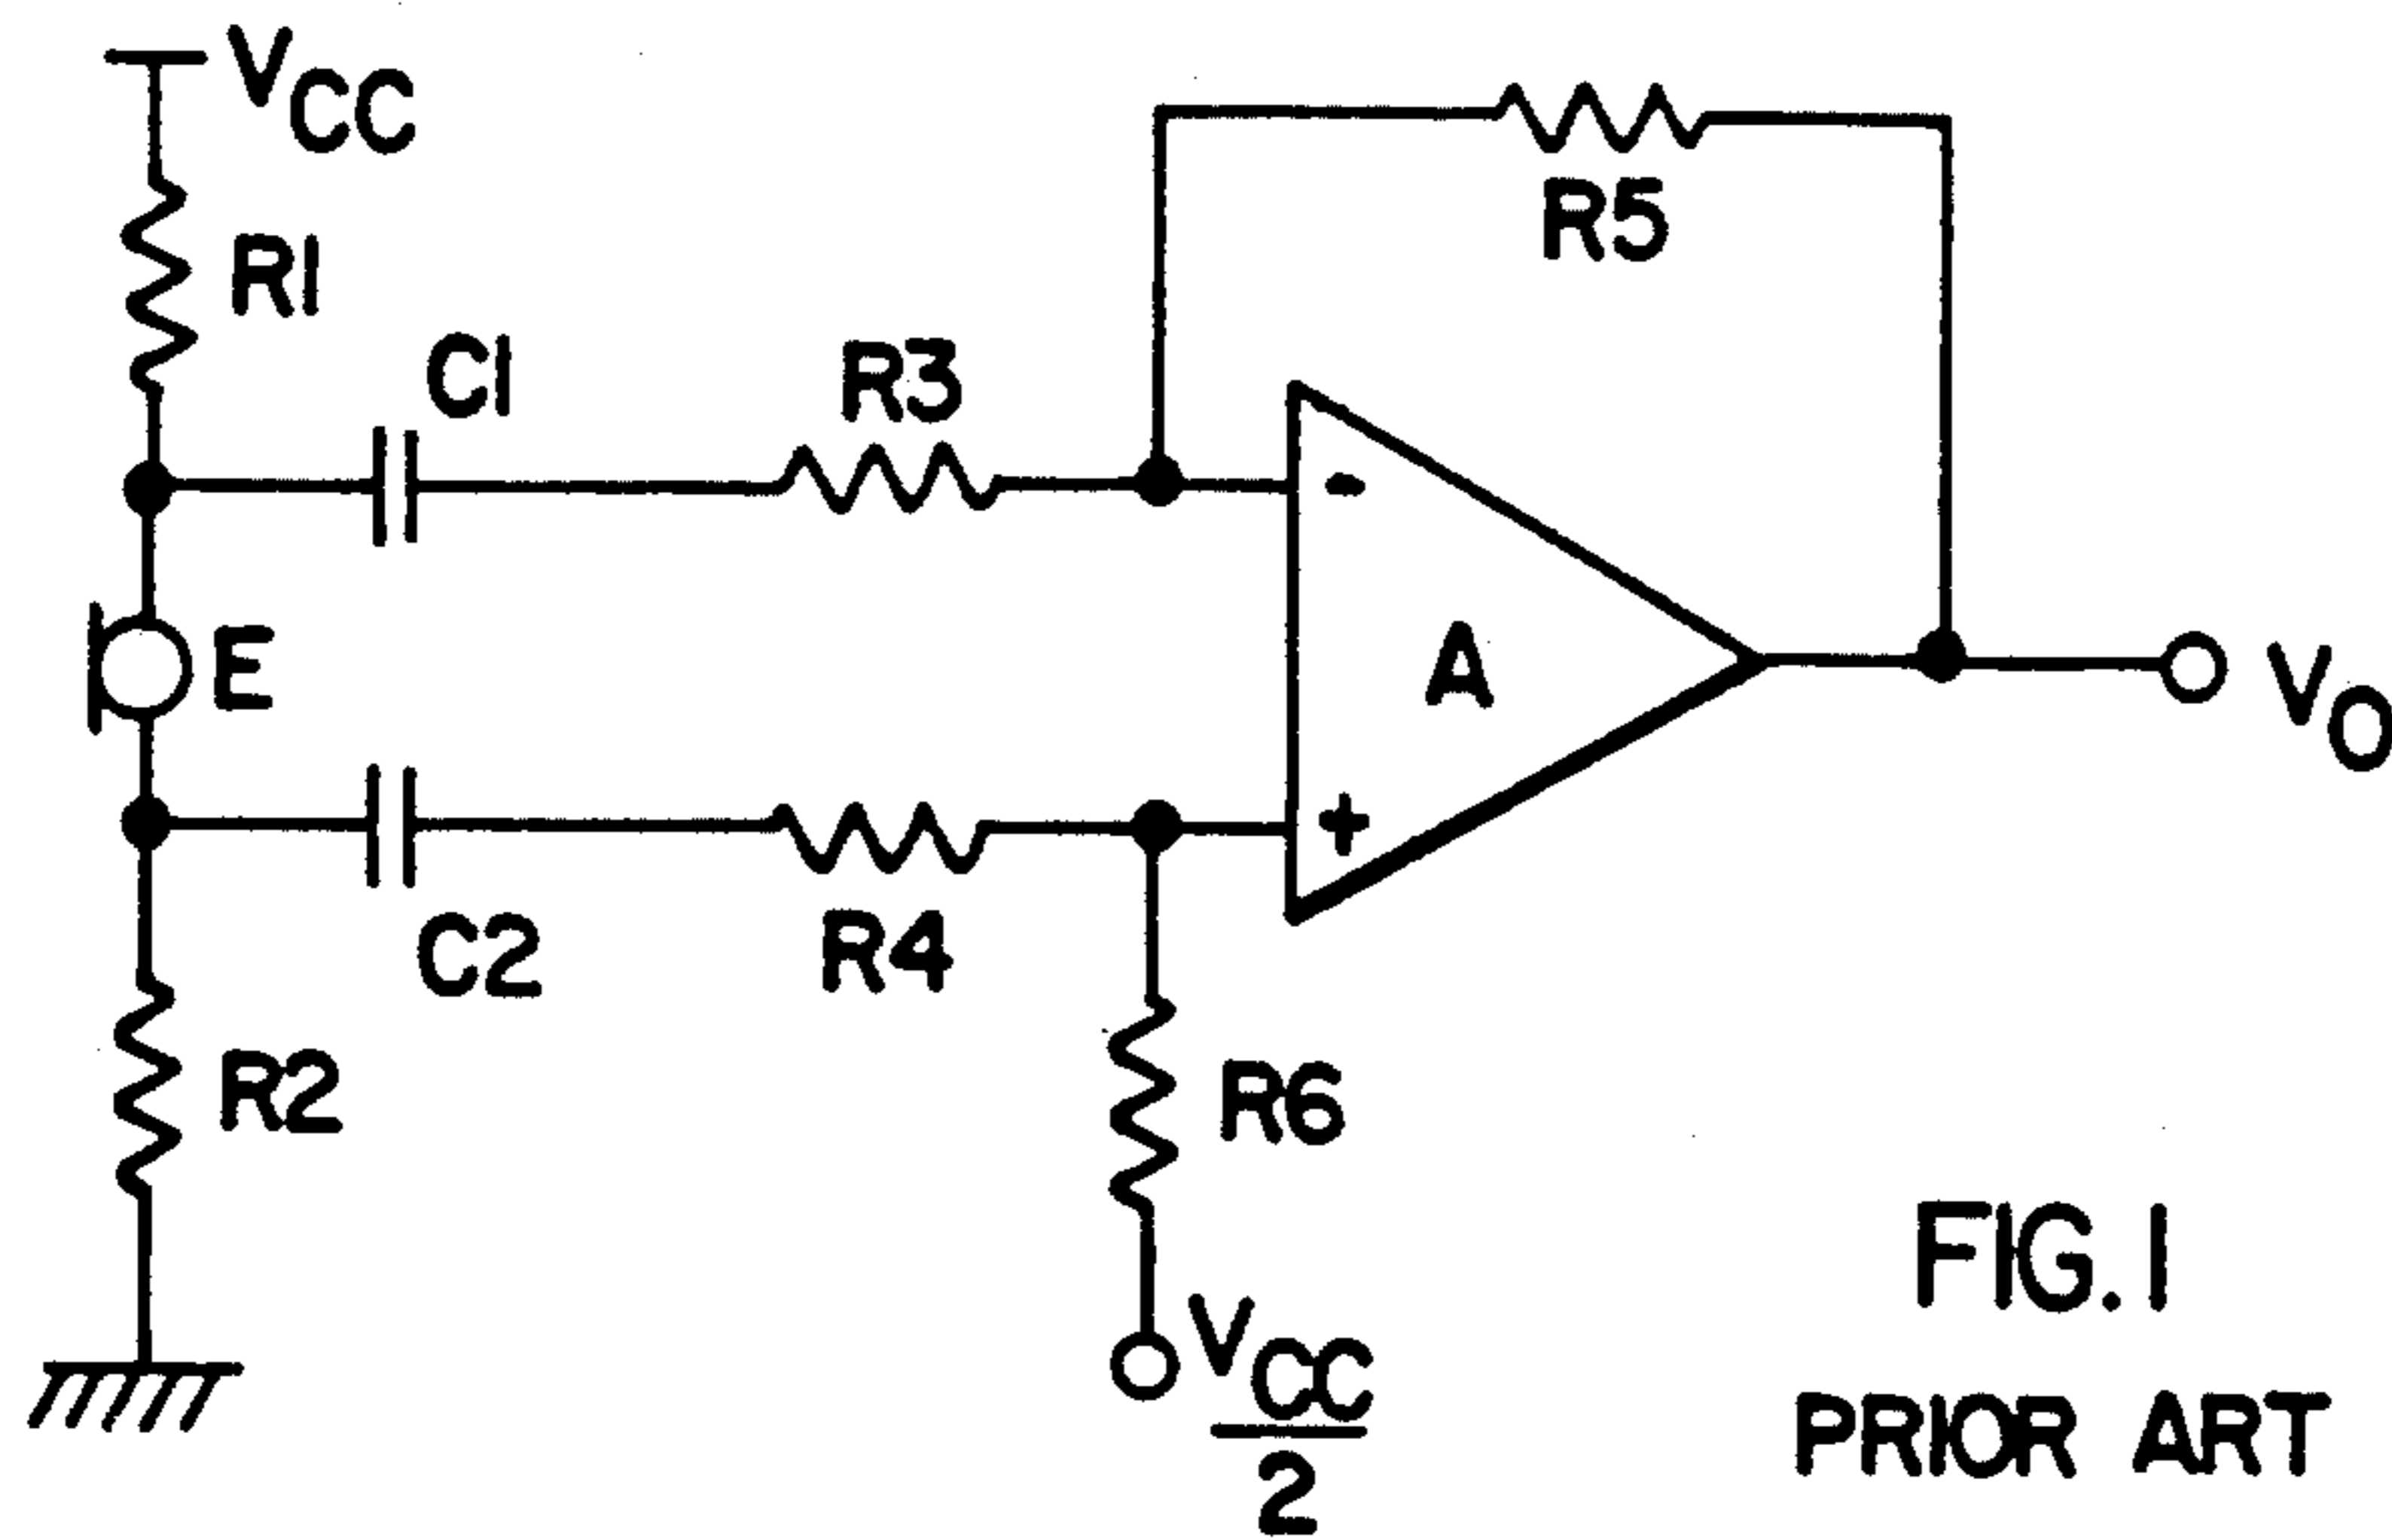 VCC
R1
R5
C1
R3
-
E
A
VO
+
C2
R4
R2
R6
VCC
2
FIG. 1
PRIOR ART